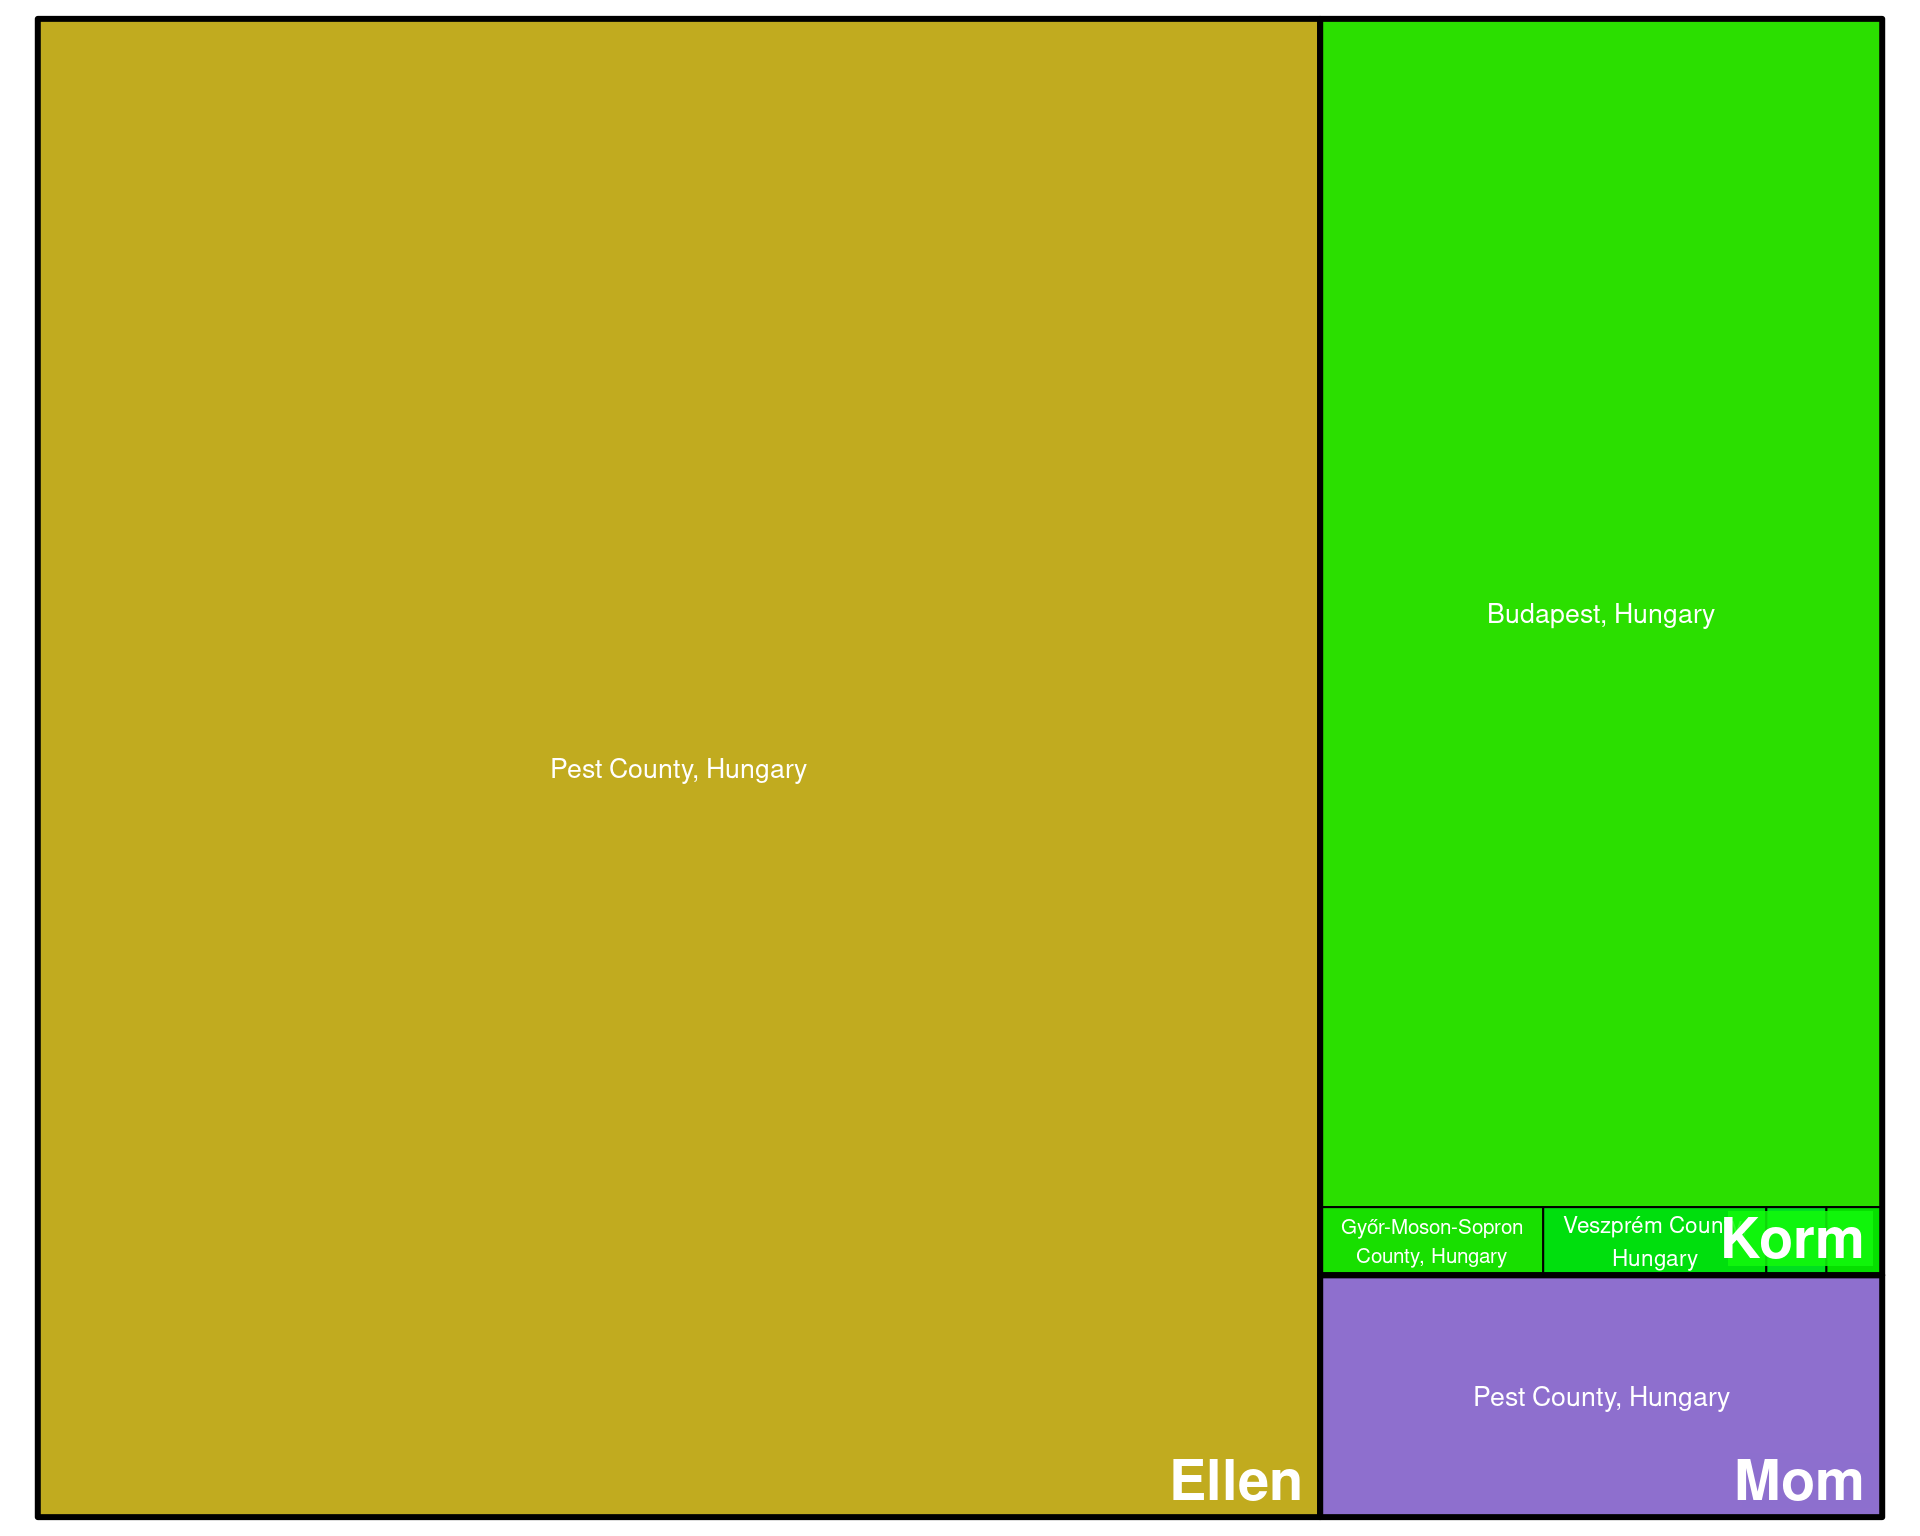 Pest County, Hungary
Ellen
Budapest, Hungary
Győr-Moson-Sopron
County, Hungary
Veszprém Coun
Hungary
Korm
Pest County, Hungary
Mom